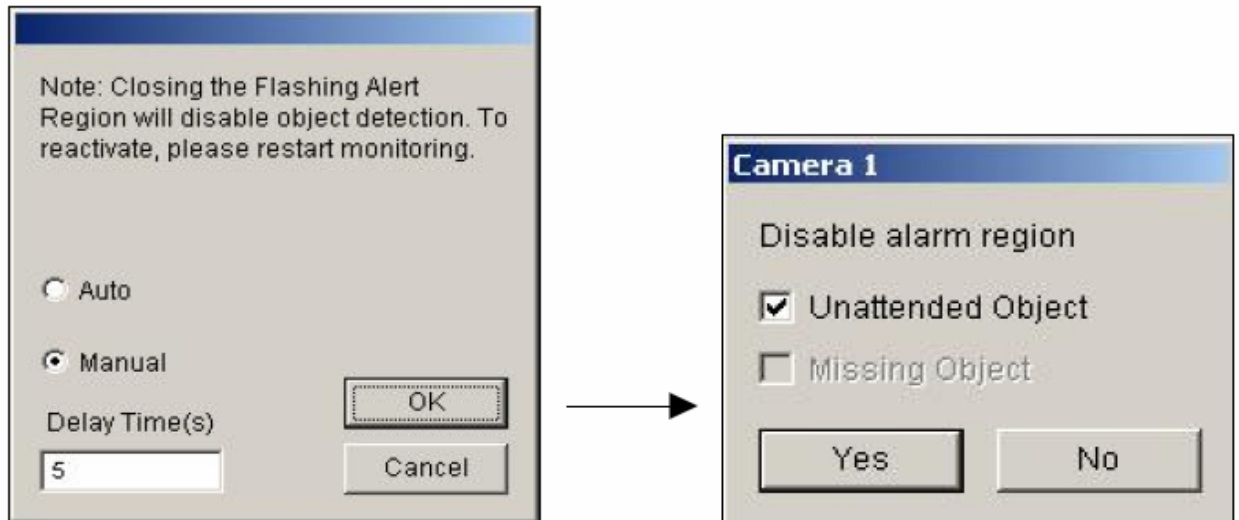 Note: Closing the Flashing Alert
Region will disable object detection. To
reactivate, please restart monitoring.
Auto
Manual
Delay Time(s)
5
OK
Cancel
Camera 1
Disable alarm region
Unattended Object
Missing Object
Yes
No